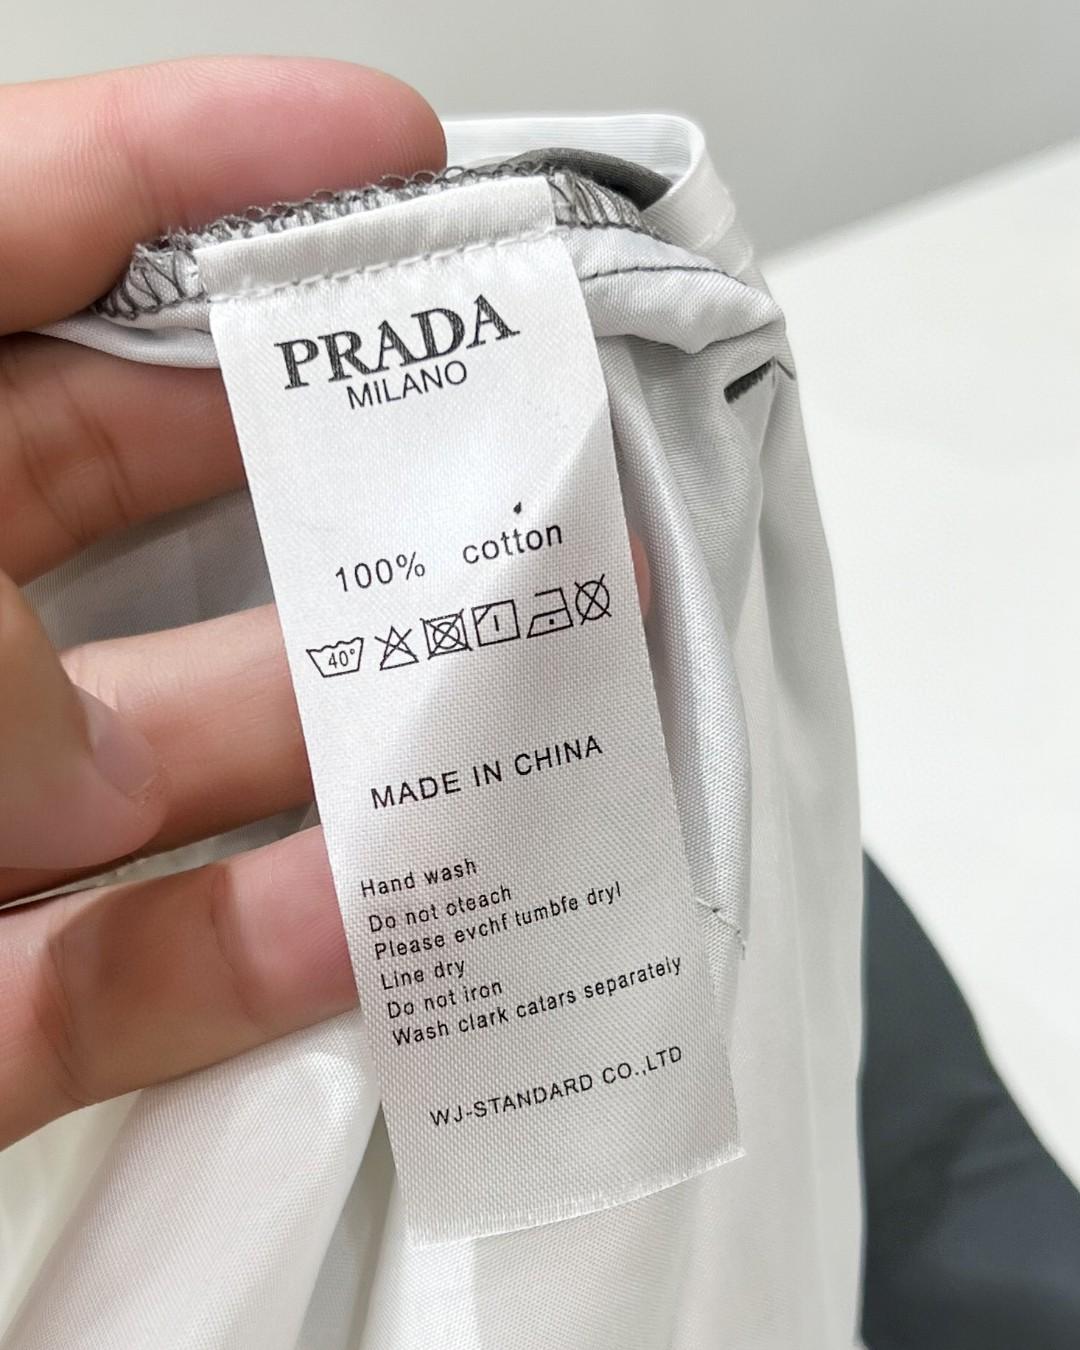 PRADA
MILANO
100% cotton
40°
MADE IN CHINA
Hand wash
Do not oteach
Please evchf tumbfe dryl
Line dry
Do not iron
Wash clark catars separateiy
WJ-STANDARD CO.,LTD